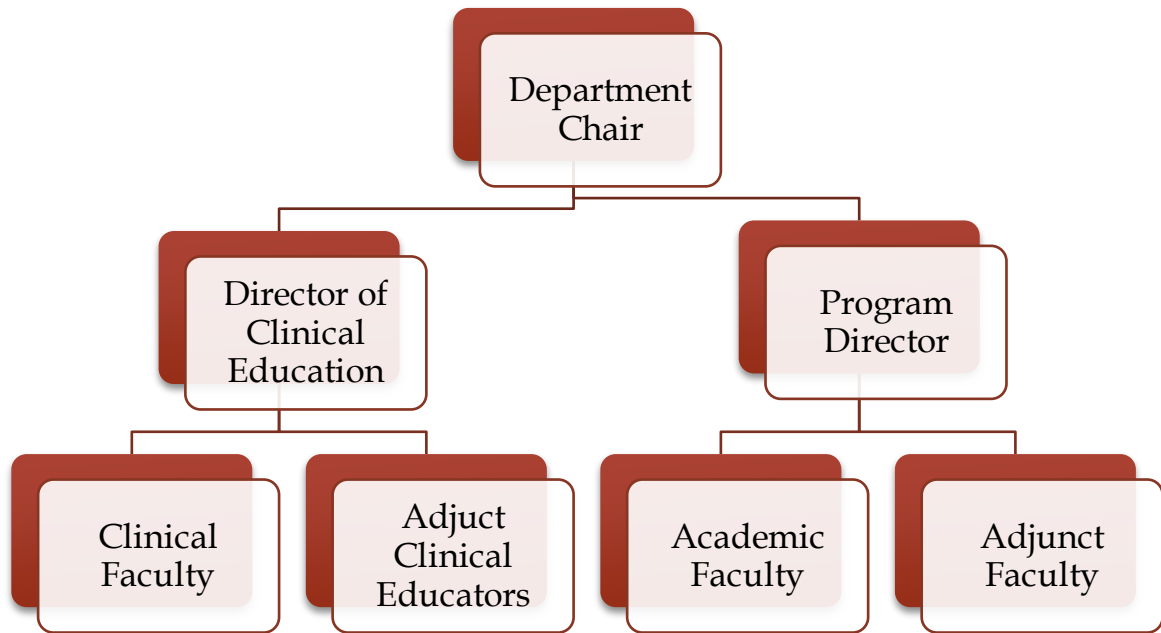 Department
Chair
Director of
Clinical
Education
Program
Director
Clinical
Faculty
Adjuct
Clinical
Educators
Academic
Faculty
Adjunct
Faculty